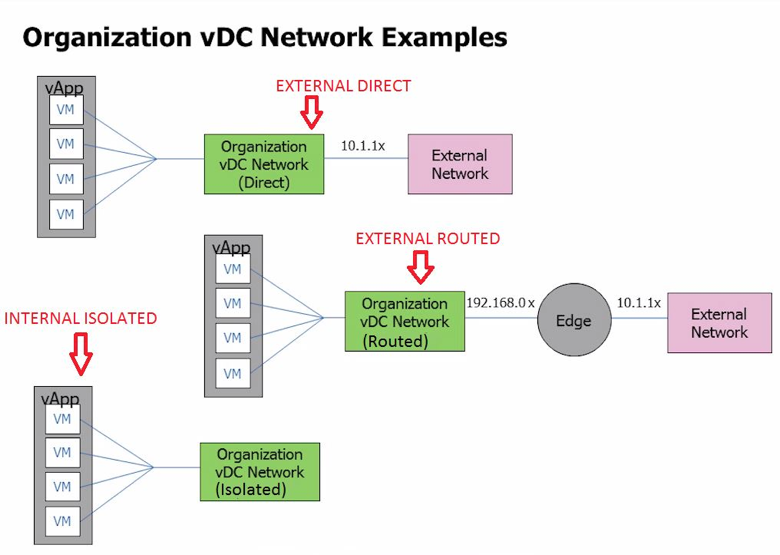 Organization vDC Network Examples
EXTERNAL DIRECT
vApp
VM
VM
VM
VM
Organization
vDC Network
(Direct)
10.1.1x
External
Network
EXTERNAL ROUTED
vApp
VM
VM
VM
VM
Organization
vDC Network
(Routed)
192.168.0x
Edge
10.1.1x
External
Network
INTERNAL ISOLATED
vApp
VM
VM
VM
VM
Organization
vDC Network
(Isolated)